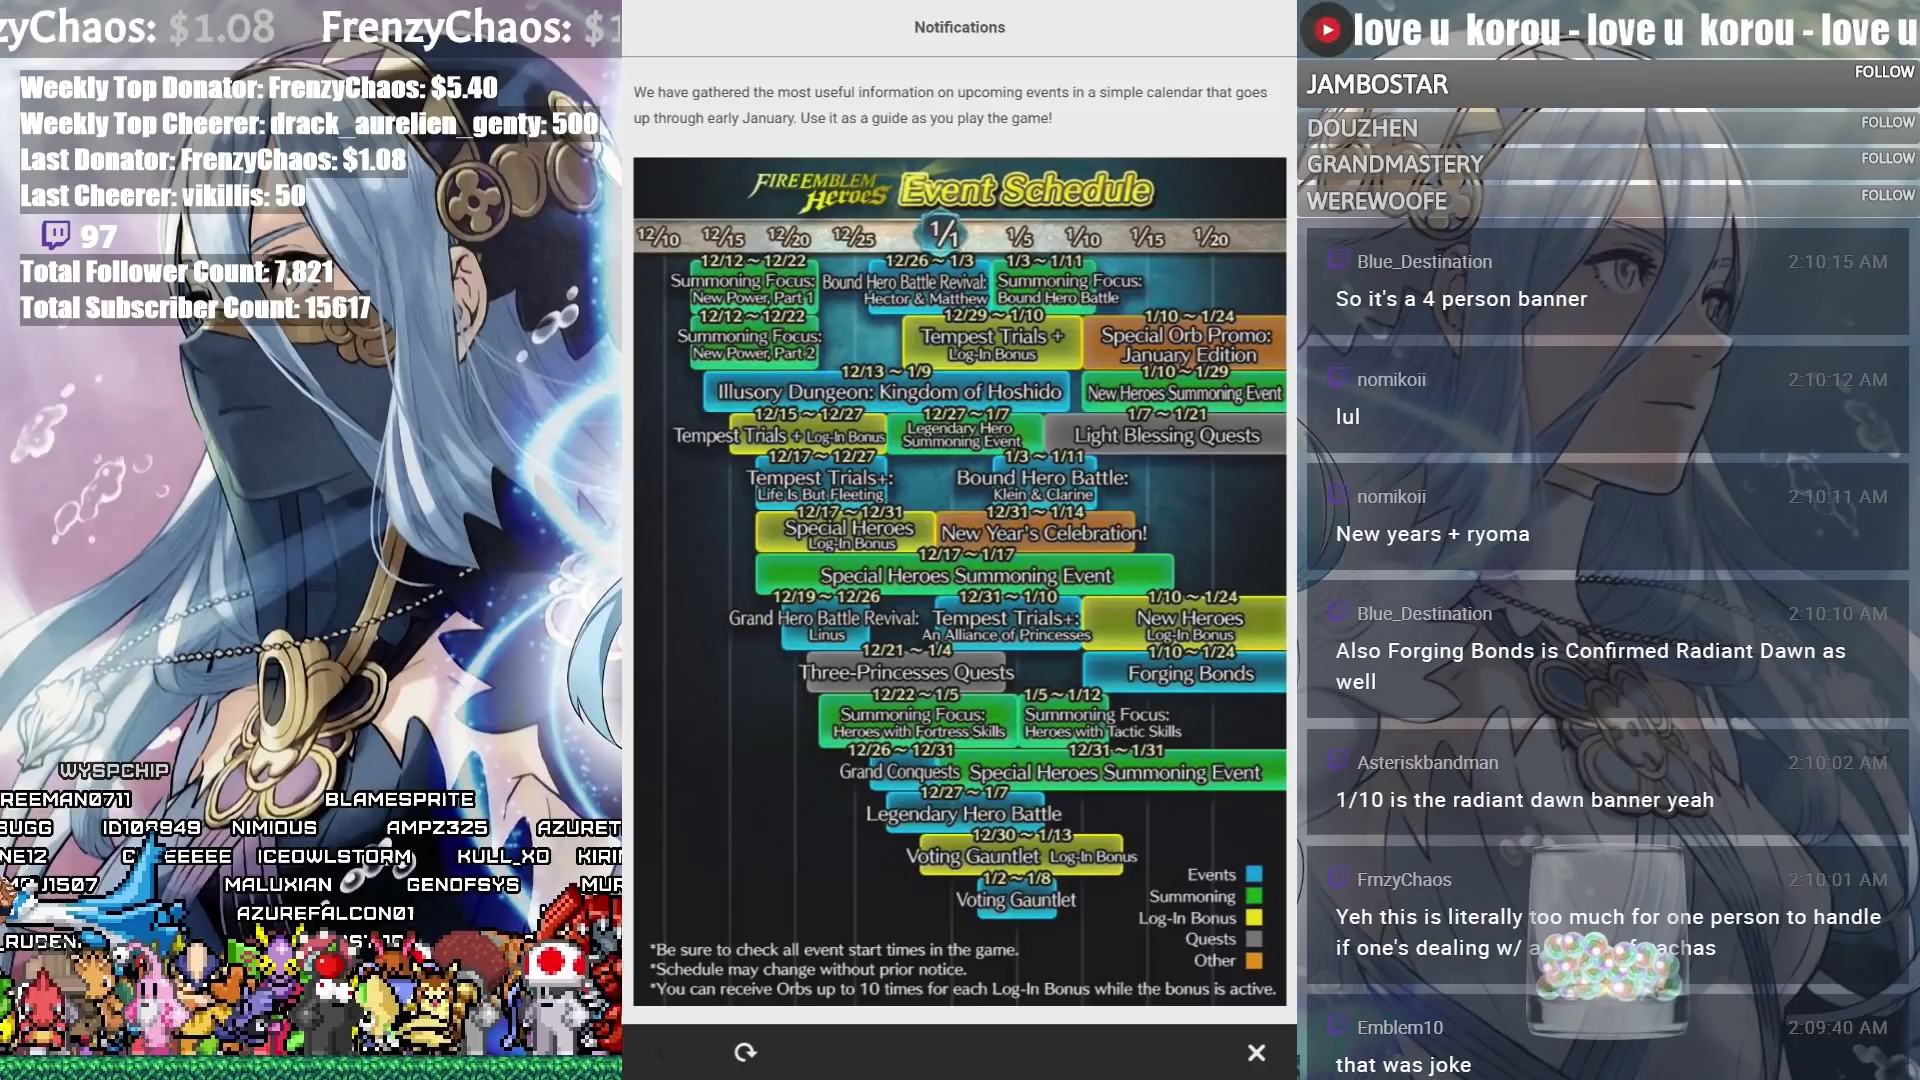 zyChaos: $1.08 FrenzyChaos: $1
Weekly Top Donator: FrenzyChaos: $5.40
Weekly Top Cheerer: drack_aurelien_genty: 500
Last Donator: FrenzyChaos: $1.08
Last Cheerer: vikillis: 50
97
Total Follower Count: 7,821
Total Subscriber Count: 15617
WYSPCHIP
REEMAN0711 BLAMESPRITE
BUGG ID108949 NIMIOUS AMPZ325 AZURET
NE12 EEEEE ICEOWLSTORM KULL_XD KIRI
J1507 MALUXIAN GENOFSYS MUR
AZUREFALCON01
_RUDEN.
Notifications
We have gathered the most useful information on upcoming events in a simple calendar that goes
up through early January. Use it as a guide as you play the game!
FIRE EMBLEM Heroes Event Schedule
12/10 12/15 12/20 12/25 1/1 1/5 1/10 1/15 1/20
12/12 ~ 12/22 12/26 ~ 1/3 1/3 ~ 1/11
Summoning Focus: Bound Hero Battle Revival: Summoning Focus:
New Power, Part 1 Hector & Matthew Bound Hero Battle
12/12 ~ 12/22 12/29 ~ 1/10 1/10 ~ 1/24
Summoning Focus: Tempest Trials + Special Orb Promo:
New Power, Part 2 Log-In Bonus January Edition
12/13 ~ 1/9 1/10 ~ 1/29
Illusory Dungeon: Kingdom of Hoshido New Heroes Summoning Event
12/15 ~ 12/27 12/27 ~ 1/7 1/7 ~ 1/21
Tempest Trials + Log-In Bonus Legendary Hero Summoning Event Light Blessing Quests
12/17 ~ 12/27 1/3 ~ 1/11
Tempest Trials+: Bound Hero Battle:
Life Is But Fleeting Klein & Clarine
12/17 ~ 12/31 12/31 ~ 1/14
Special Heroes New Year's Celebration!
Log-In Bonus
12/17 ~ 1/17
Special Heroes Summoning Event
12/19 ~ 12/26 12/31 ~ 1/10 1/10 ~ 1/24
Grand Hero Battle Revival: Tempest Trials+: New Heroes
Linus An Alliance of Princesses Log-In Bonus
12/21 ~ 1/4 1/10 ~ 1/24
Three-Princesses Quests Forging Bonds
12/22 ~ 1/5 1/5 ~ 1/12
Summoning Focus: Summoning Focus:
Heroes with Fortress Skills Heroes with Tactic Skills
12/26 ~ 12/31 12/31 ~ 1/31
Grand Conquests Special Heroes Summoning Event
12/27 ~ 1/7
Legendary Hero Battle
12/30 ~ 1/13
Voting Gauntlet Log-In Bonus
1/2 ~ 1/8
Voting Gauntlet
Events
Summoning
Log-In Bonus
Quests
Other
*Be sure to check all event start times in the game.
*Schedule may change without prior notice.
*You can receive Orbs up to 10 times for each Log-In Bonus while the bonus is active.
love u korou - love u korou - love u
JAMBOSTAR FOLLOW
DOUZHEN FOLLOW
GRANDMASTERY FOLLOW
WEREWOOFE FOLLOW
Blue_Destination 2:10:15 AM
So it's a 4 person banner
nomikoii 2:10:12 AM
lul
nomikoii 2:10:11 AM
New years + ryoma
Blue_Destination 2:10:10 AM
Also Forging Bonds is Confirmed Radiant Dawn as
well
Asteriskbandman 2:10:02 AM
1/10 is the radiant dawn banner yeah
FrnzyChaos 2:10:01 AM
Yeh this is literally too much for one person to handle
if one's dealing w/ achas
Emblem10 2:09:40 AM
that was joke